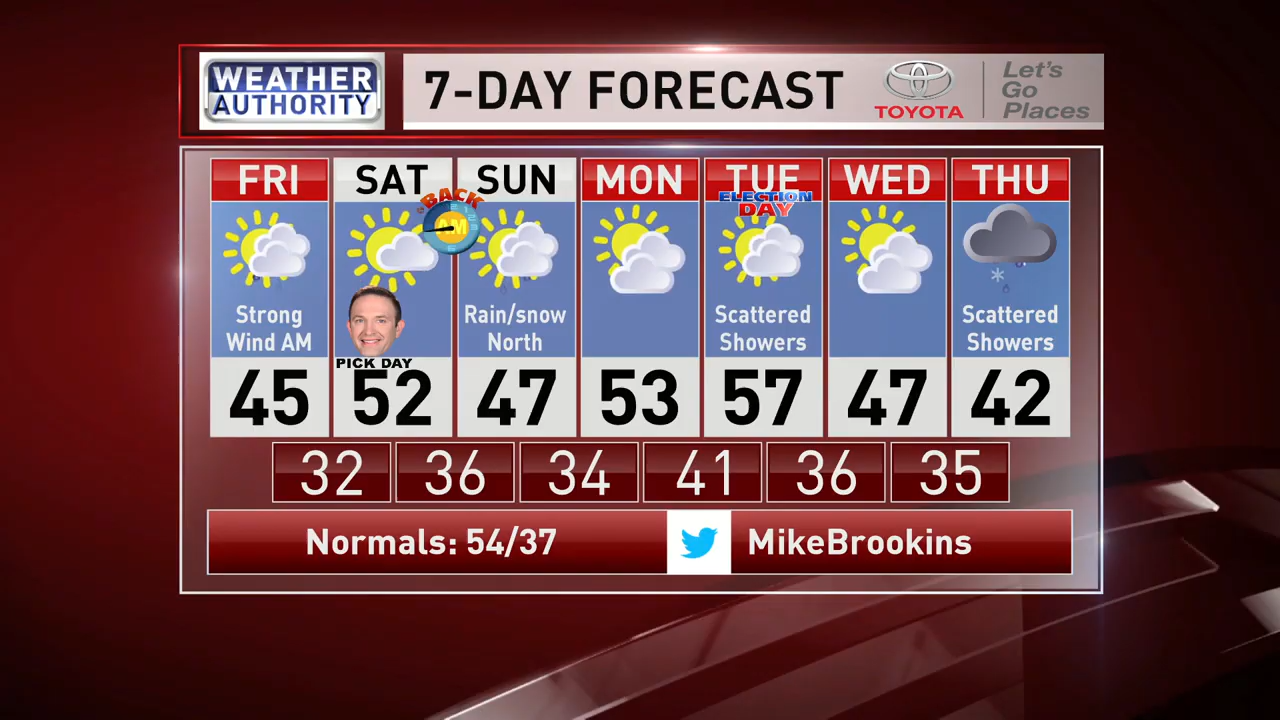 WEATHER
AUTHORITY
7-DAY FORECAST
TOYOTA
Let's
Go
Places
FRI SAT SUN MON TUE WED THU
BACK
AM
ELECTION
DAY
Strong
Wind AM
Rain/snow
North
Scattered
Showers
Scattered
Showers
PICK DAY
45 52 47 53 57 47 42
32 36 34 41 36 35
Normals: 54/37
MikeBrookins